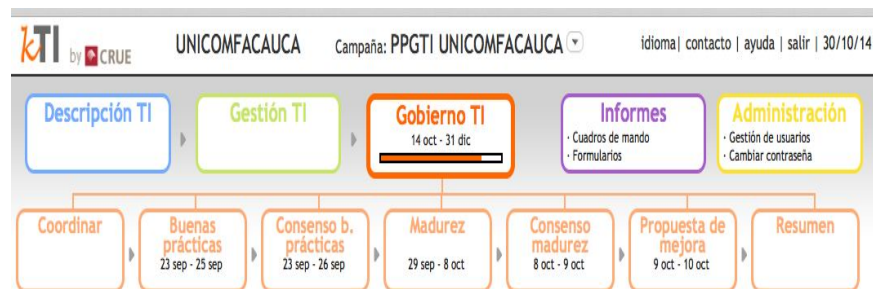 kTI by CRUE UNICOMFACAUCA Campaña: PPGTI UNICOMFACAUCA idioma| contacto | ayuda | salir | 30/10/14
Descripción TI
Gestión TI
Gobierno TI
14 oct - 31 dic
Informes
· Cuadros de mando
· Formularios
Administración
· Gestión de usuarios
· Cambiar contraseña
Coordinar
Buenas
prácticas
23 sep - 25 sep
Consenso b.
prácticas
23 sep - 26 sep
Madurez
29 sep - 8 oct
Consenso
madurez
8 oct - 9 oct
Propuesta de
mejora
9 oct - 10 oct
Resumen